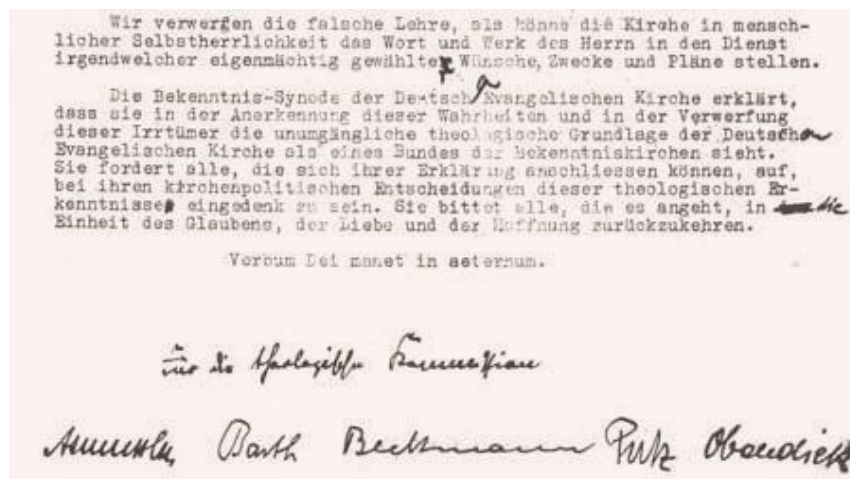 Wir verwerfen die falsche Lehre, als könne die Kirche in mensch-
licher Selbstherrlichkeit das Wort und Werk des Herrn in den Dienst
irgendwelcher eigenmächtig gewählter Wünsche, Zwecke und Pläne stellen.
Die Bekenntnis-Synode der Deutschen Evangelischen Kirche erklärt,
dass sie in der Anerkennung dieser Wahrheiten und in der Verwerfung
dieser Irrtümer die unumgängliche theologische Grundlage der Deutschen
Evangelischen Kirche als eines Bundes der Bekenntniskirchen sieht.
Sie fordert alle, die sich ihrer Erklärung anschliessen können, auf,
bei ihren kirchenpolitischen Entscheidungen dieser theologischen Er-
kenntnisse eingedenk zu sein. Sie bittet alle, die es angeht, in die
Einheit des Glaubens, der Liebe und der Hoffnung zurückzukehren.
Verbum Dei manet in aeternum.
Für die theologische Kommission
Asmussen Barth Beckmann Putz Obendiek